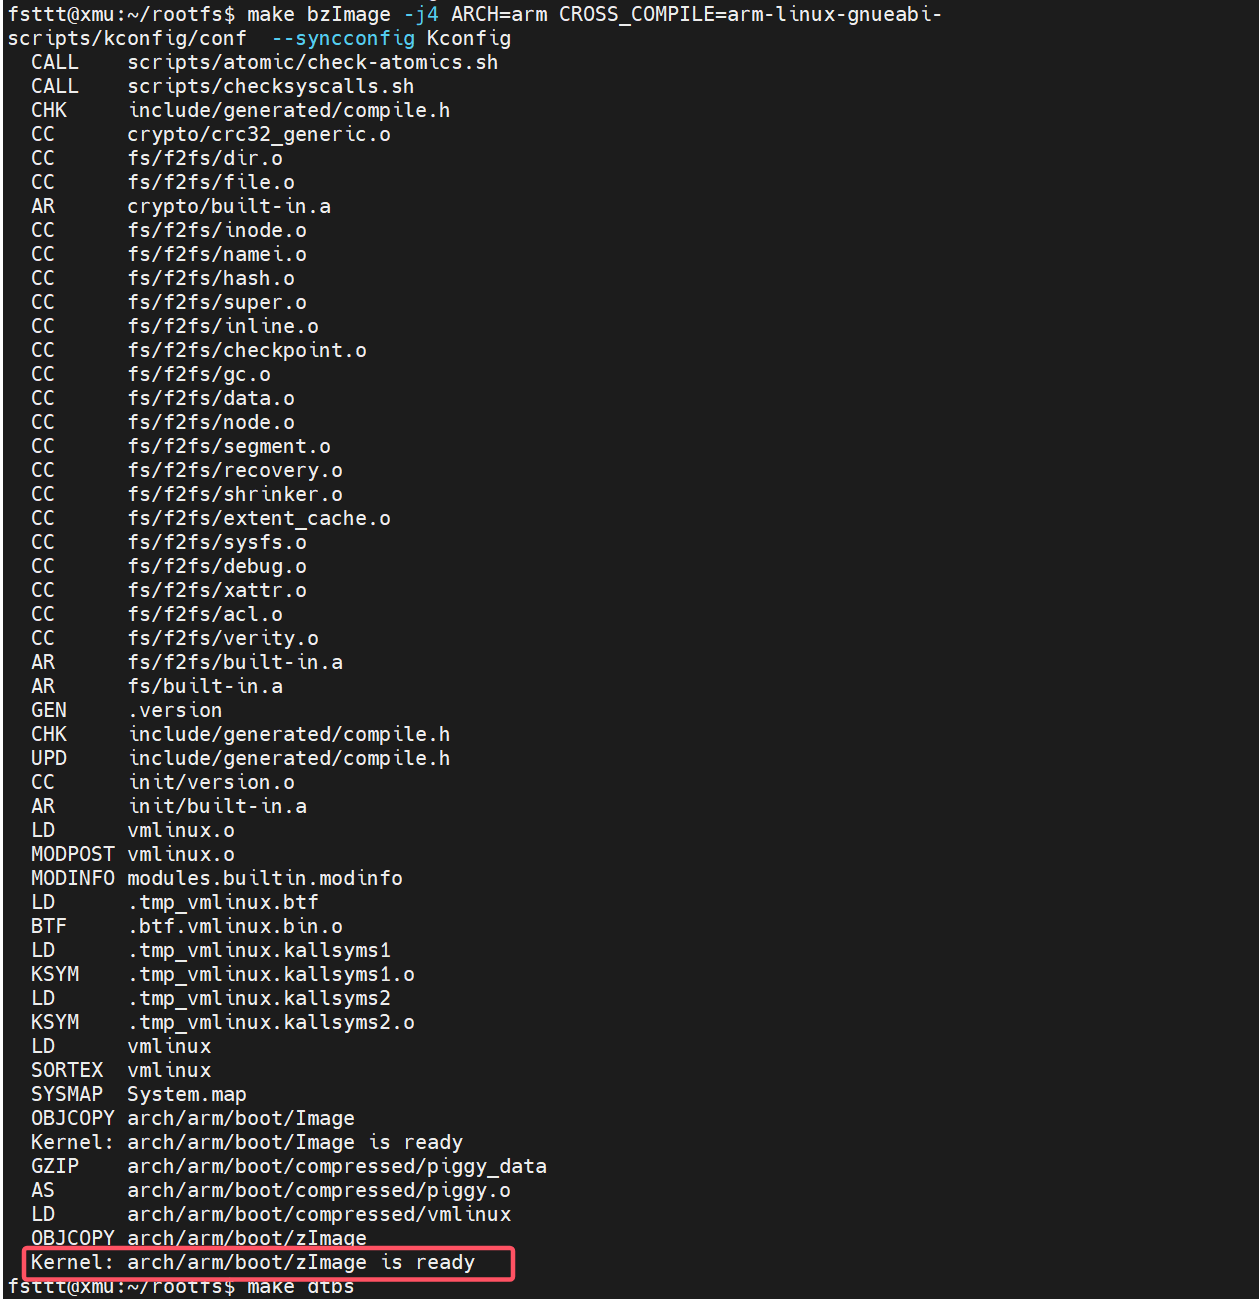 fsttt@xmu:~/rootfs$ make bzImage -j4 ARCH=arm CROSS_COMPILE=arm-linux-gnueabi-
scripts/kconfig/conf  --syncconfig Kconfig
  CALL    scripts/atomic/check-atomics.sh
  CALL    scripts/checksyscalls.sh
  CHK     include/generated/compile.h
  CC      crypto/crc32_generic.o
  CC      fs/f2fs/dir.o
  CC      fs/f2fs/file.o
  AR      crypto/built-in.a
  CC      fs/f2fs/inode.o
  CC      fs/f2fs/namei.o
  CC      fs/f2fs/hash.o
  CC      fs/f2fs/super.o
  CC      fs/f2fs/inline.o
  CC      fs/f2fs/checkpoint.o
  CC      fs/f2fs/gc.o
  CC      fs/f2fs/data.o
  CC      fs/f2fs/node.o
  CC      fs/f2fs/segment.o
  CC      fs/f2fs/recovery.o
  CC      fs/f2fs/shrinker.o
  CC      fs/f2fs/extent_cache.o
  CC      fs/f2fs/sysfs.o
  CC      fs/f2fs/debug.o
  CC      fs/f2fs/xattr.o
  CC      fs/f2fs/acl.o
  CC      fs/f2fs/verity.o
  AR      fs/f2fs/built-in.a
  AR      fs/built-in.a
  GEN     .version
  CHK     include/generated/compile.h
  UPD     include/generated/compile.h
  CC      init/version.o
  AR      init/built-in.a
  LD      vmlinux.o
  MODPOST vmlinux.o
  MODINFO modules.builtin.modinfo
  LD      .tmp_vmlinux.btf
  BTF     .btf.vmlinux.bin.o
  LD      .tmp_vmlinux.kallsyms1
  KSYM    .tmp_vmlinux.kallsyms1.o
  LD      .tmp_vmlinux.kallsyms2
  KSYM    .tmp_vmlinux.kallsyms2.o
  LD      vmlinux
  SORTEX  vmlinux
  SYSMAP  System.map
  OBJCOPY arch/arm/boot/Image
  Kernel: arch/arm/boot/Image is ready
  GZIP    arch/arm/boot/compressed/piggy_data
  AS      arch/arm/boot/compressed/piggy.o
  LD      arch/arm/boot/compressed/vmlinux
  OBJCOPY arch/arm/boot/zImage
  Kernel: arch/arm/boot/zImage is ready
fsttt@xmu:~/rootfs$ make dtbs